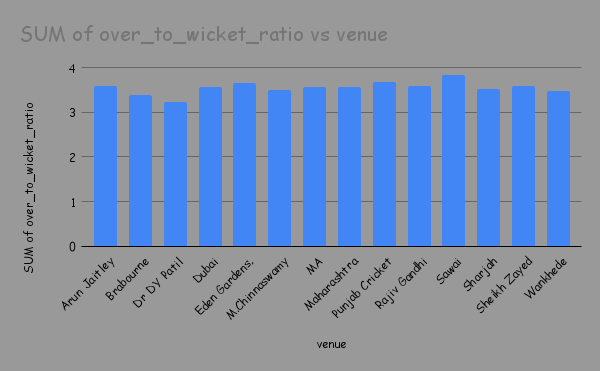 SUM of over_to_wicket_ratio vs venue
SUM of over_to_wicket_ratio
4
3
2
1
0
Arun Jaitley
Brabourne
Dr DY Patil
Dubai
Eden Gardens,
M.Chinnaswamy
MA
Maharashtra
Punjab Cricket
Rajiv Gandhi
Sawai
Sharjah
Sheikh Zayed
Wankhede
venue